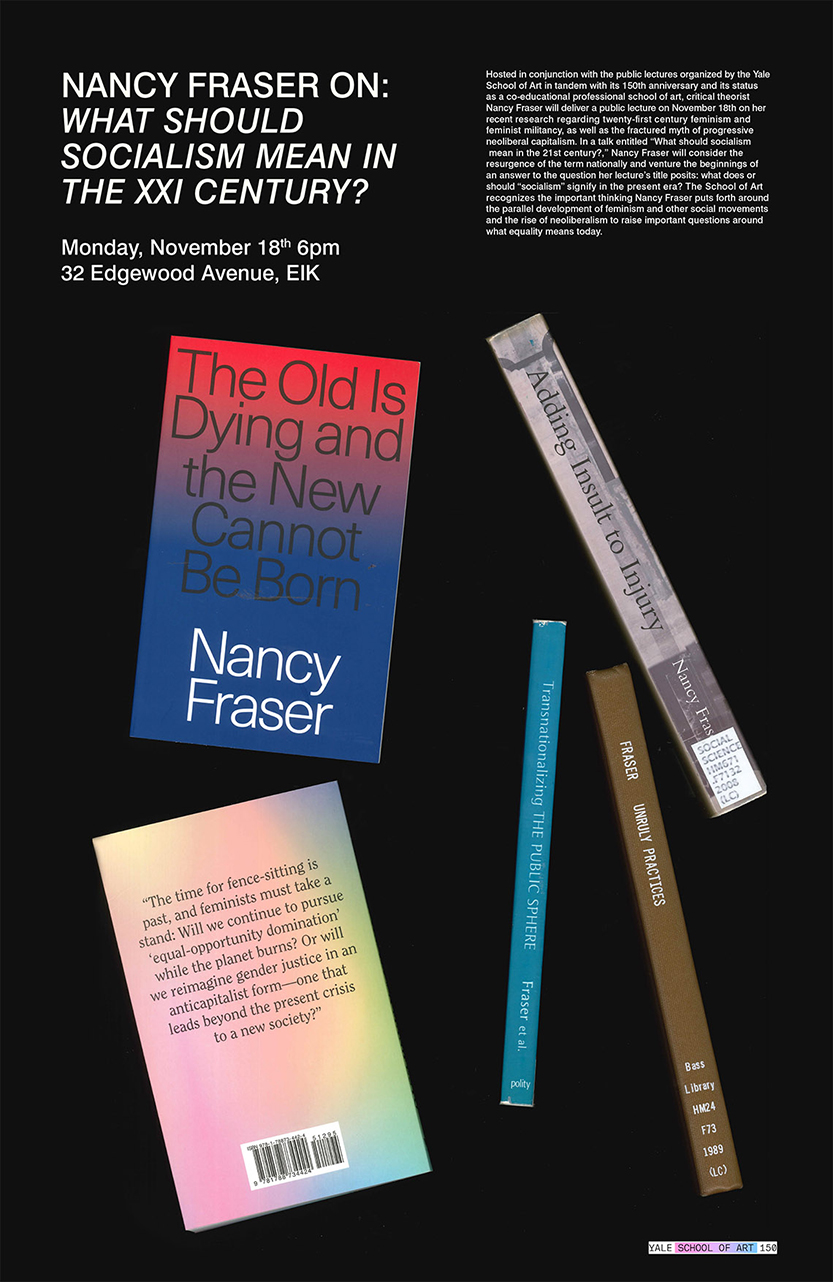 NANCY FRASER ON:
WHAT SHOULD
SOCIALISM MEAN IN
THE XXI CENTURY?
Monday, November 18th 6pm
32 Edgewood Avenue, EIK
Hosted in conjunction with the public lectures organized by the Yale
School of Art in tandem with its 150th anniversary and its status
as a co-educational professional school of art, critical theorist
Nancy Fraser will deliver a public lecture on November 18th on her
recent research regarding twenty-first century feminism and
feminist militancy, as well as the fractured myth of progressive
neoliberal capitalism. In a talk entitled “What should socialism
mean in the 21st century?,” Nancy Fraser will consider the
resurgence of the term nationally and venture the beginnings of
an answer to the question her lecture’s title posits: what does or
should “socialism” signify in the present era? The School of Art
recognizes the important thinking Nancy Fraser puts forth around
the parallel development of feminism and other social movements
and the rise of neoliberalism to raise important questions around
what equality means today.
The Old Is
Dying and
the New
Cannot
Be Born
Nancy
Fraser
Adding Insult to Injury
Nancy Fras
SOCIAL
SCIENCE
HM671
.F7132
2008
(LC)
Transnationalizing THE PUBLIC SPHERE
Fraser et al.
polity
FRASER UNRULY PRACTICES
Bass
Library
HM24
F73
1989
(LC)
“The time for fence-sitting is
past, and feminists must take a
stand: Will we continue to pursue
‘equal-opportunity domination’
while the planet burns? Or will
we reimagine gender justice in an
anticapitalist form—one that
leads beyond the present crisis
to a new society?”
ISBN 978-1-78873-442-4
51295
9 781788 734424
YALE SCHOOL OF ART 150